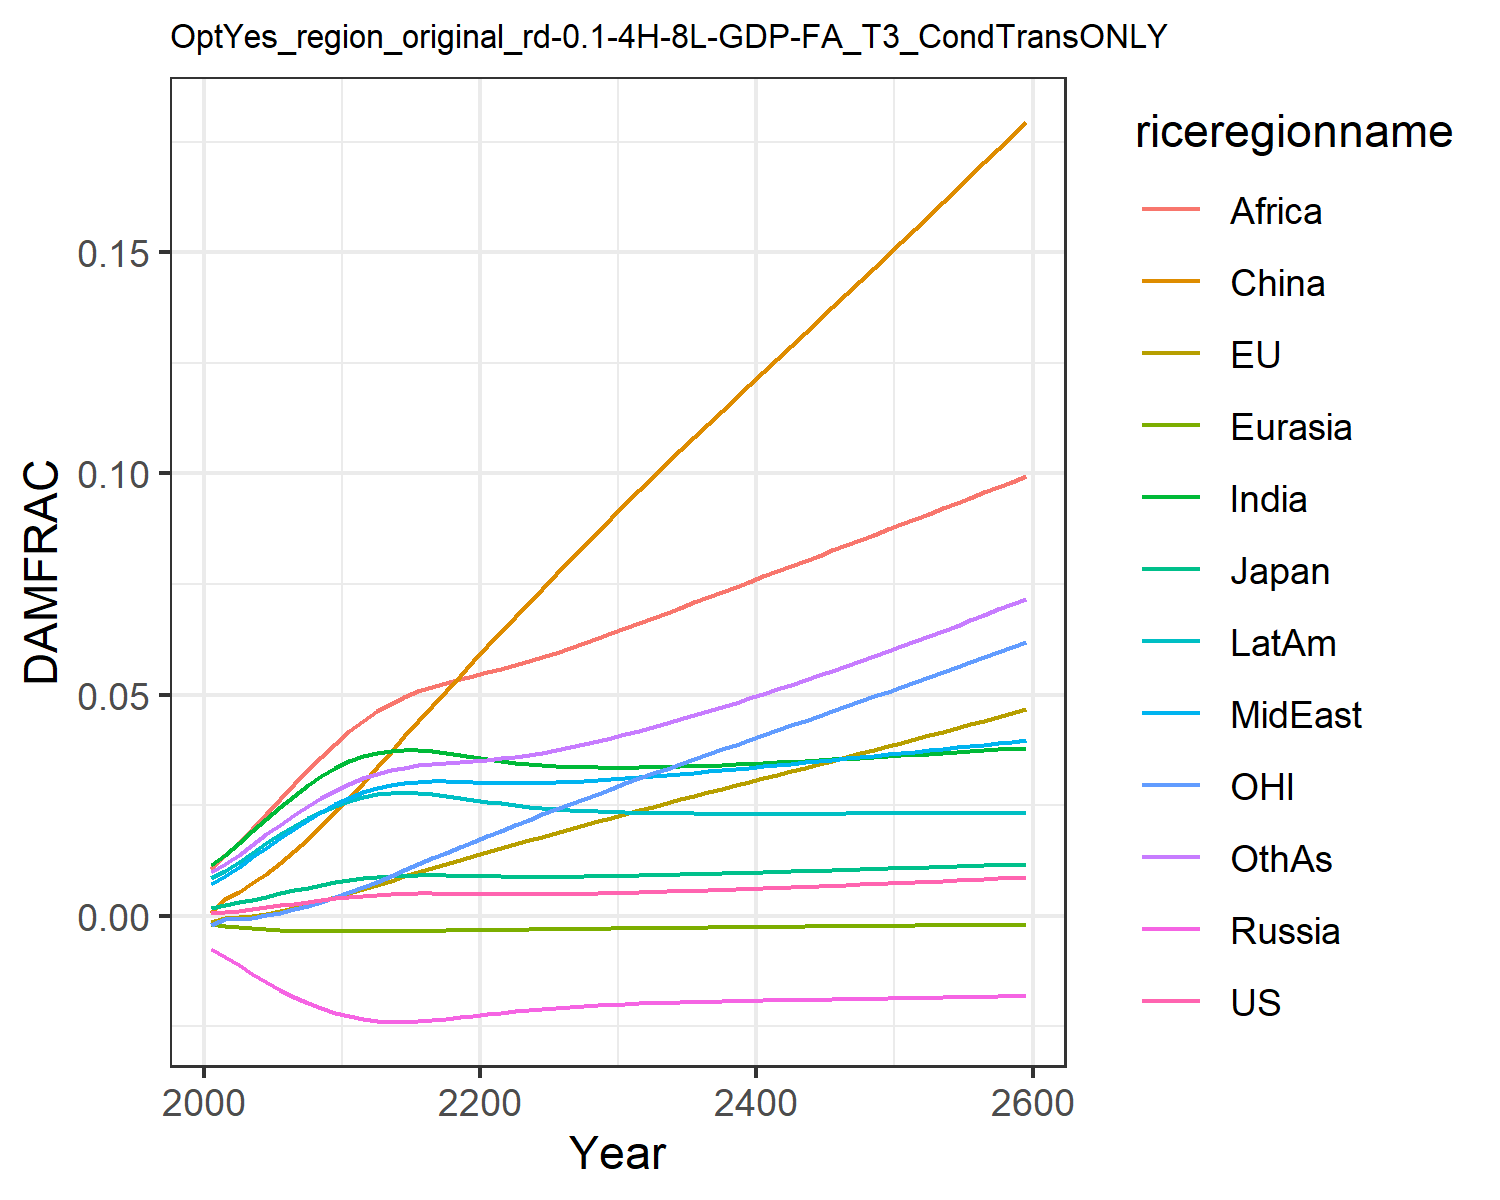 OptYes_region_original_rd-0.1-4H-8L-GDP-FA_T3_CondTransONLY
DAMFRAC
0.15
0.10
0.05
0.00
2000 2200 2400 2600
Year
riceregionname
Africa
China
EU
Eurasia
India
Japan
LatAm
MidEast
OHI
OthAs
Russia
US